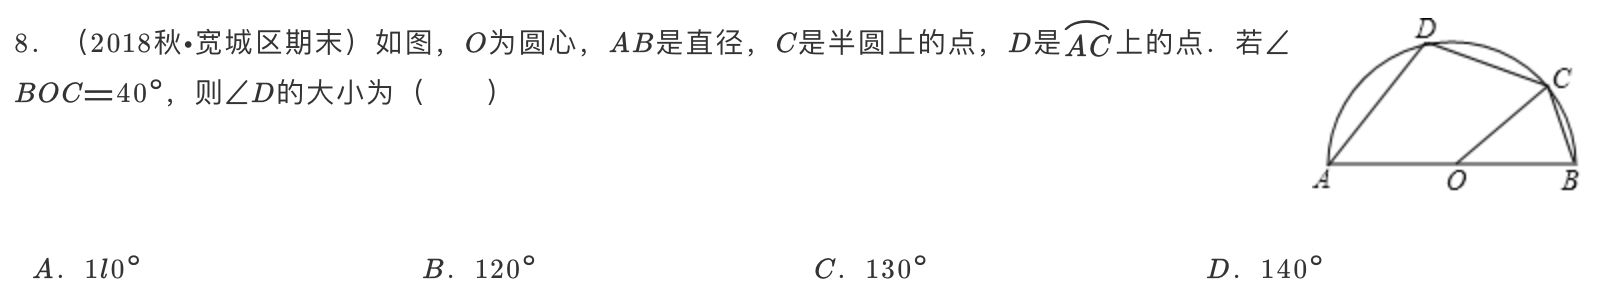 8. （2018秋•宽城区期末）如图，O为圆心，AB是直径，C是半圆上的点，D是AC上的点．若∠
BOC=40°，则∠D的大小为（　　）
D
C
A
O
B
A. 1l0°
B. 120°
C. 130°
D. 140°